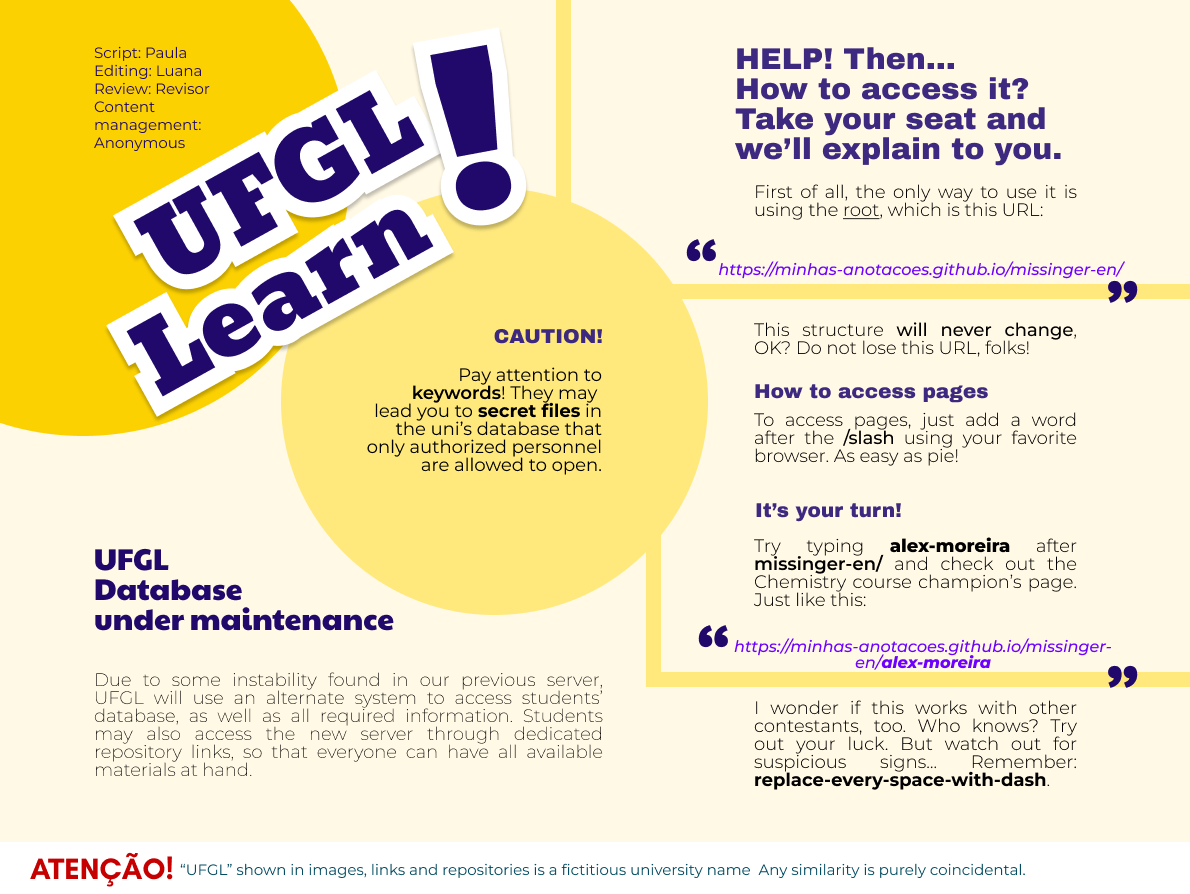 Script: Paula
Editing: Luana
Review: Revisor
Content
management:
Anonymous
UFGL
Learn!
CAUTION!
Pay attention to
keywords! They may
lead you to secret files in
the uni's database that
only authorized personnel
are allowed to open.
UFGL
Database
under maintenance
Due to some instability found in our previous server,
UFGL will use an alternate system to access students'
database, as well as all required information. Students
may also access the new server through dedicated
repository links, so that everyone can have all available
materials at hand.
HELP! Then...
How to access it?
Take your seat and
we'll explain to you.
First of all, the only way to use it is
using the root, which is this URL:
“https://minhas-anotacoes.github.io/missinger-en/”
This structure will never change,
OK? Do not lose this URL, folks!
How to access pages
To access pages, just add a word
after the /slash using your favorite
browser. As easy as pie!
It's your turn!
Try typing alex-moreira after
missinger-en/ and check out the
Chemistry course champion's page.
Just like this:
“https://minhas-anotacoes.github.io/missinger-
en/alex-moreira”
I wonder if this works with other
contestants, too. Who knows? Try
out your luck. But watch out for
suspicious signs... Remember:
replace-every-space-with-dash.
ATENÇÃO! “UFGL” shown in images, links and repositories is a fictitious university name  Any similarity is purely coincidental.